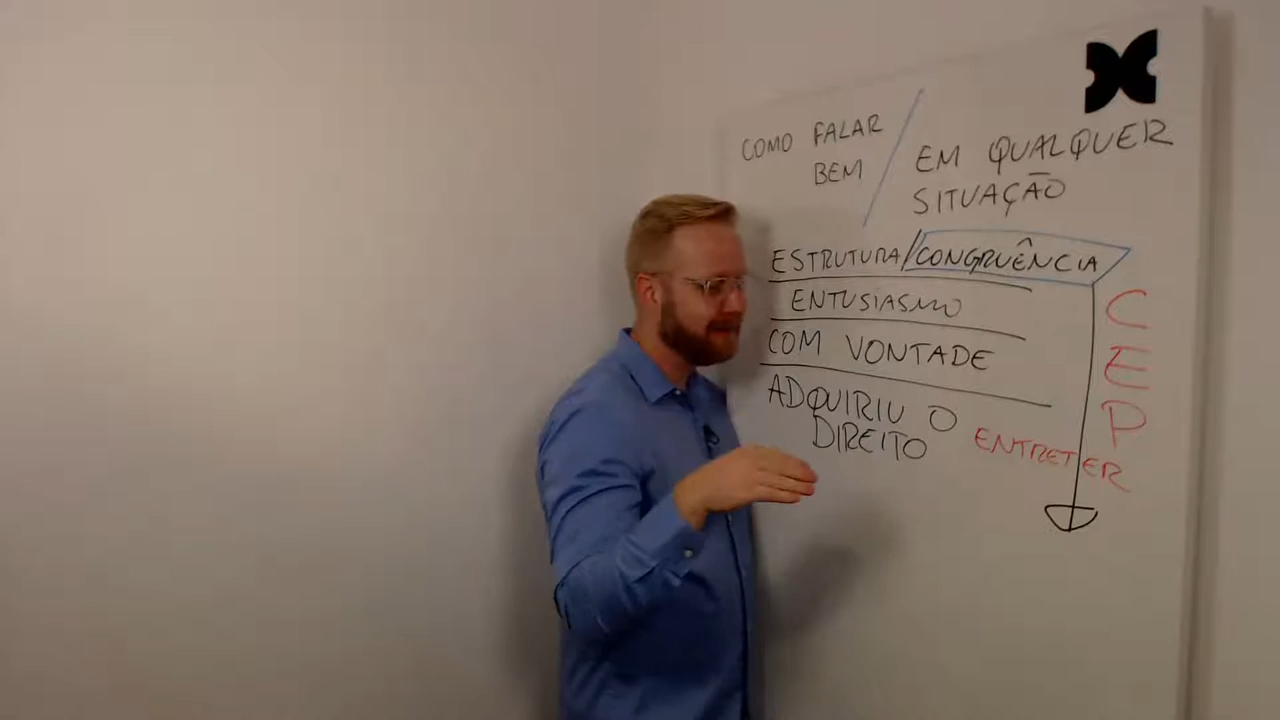 COMO FALAR
BEM
EM QUALQUER
SITUAÇÃO
ESTRUTURA/CONGRUÊNCIA
ENTUSIASMO
COM VONTADE
ADQUIRIU O
DIREITO
C
E
P
ENTRETER